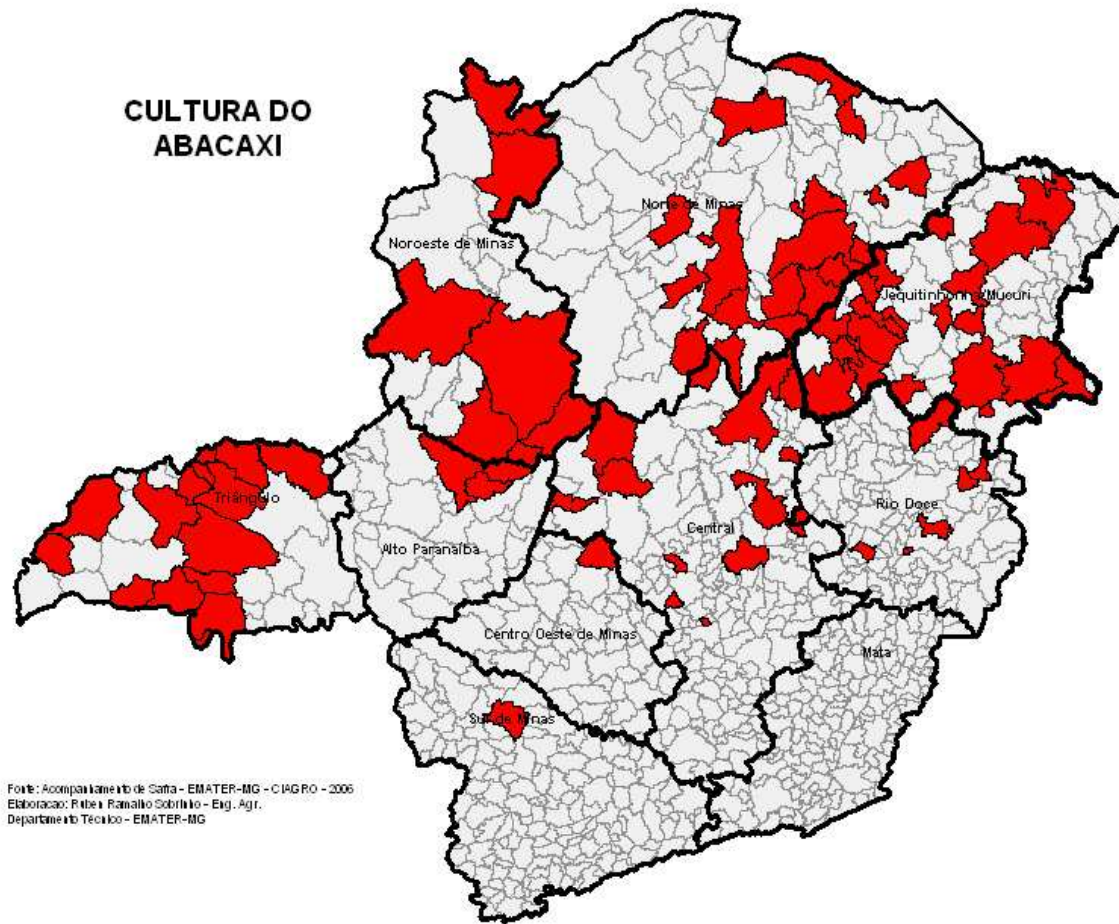 CULTURA DO
ABACAXI
Norte de Minas
Noroeste de Minas
Jequitinhonha/Mucuri
Triângulo
Rio Doce
Central
Alto Paranaíba
Centro Oeste de Minas
Mata
Sul de Minas
Fonte: Acompanhamento de Safra - EMATER-MG - CIAGRO - 2006
Elaboracao: Ruben Ramalho Sobrinho - Eng. Agr.
Departamento Técnico - EMATER-MG